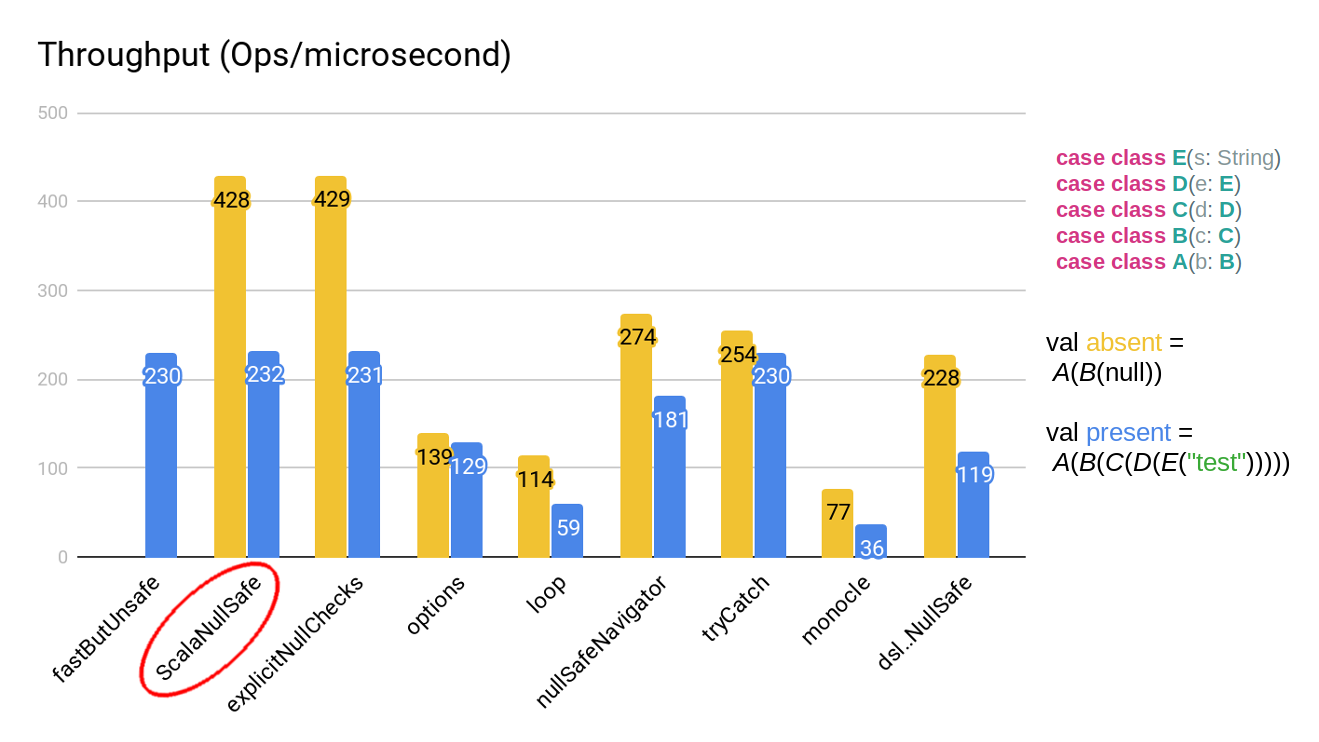 Throughput (Ops/microsecond)
500
400
300
200
100
0
230
428
232
429
231
139
129
114
59
274
181
254
230
77
36
228
119
fastButUnsafe
ScalaNullSafe
explicitNullChecks
options
loop
nullSafeNavigator
tryCatch
monocle
dsl..NullSafe
case class E(s: String)
case class D(e: E)
case class C(d: D)
case class B(c: C)
case class A(b: B)
val absent =
A(B(null))
val present =
A(B(C(D(E("test")))))